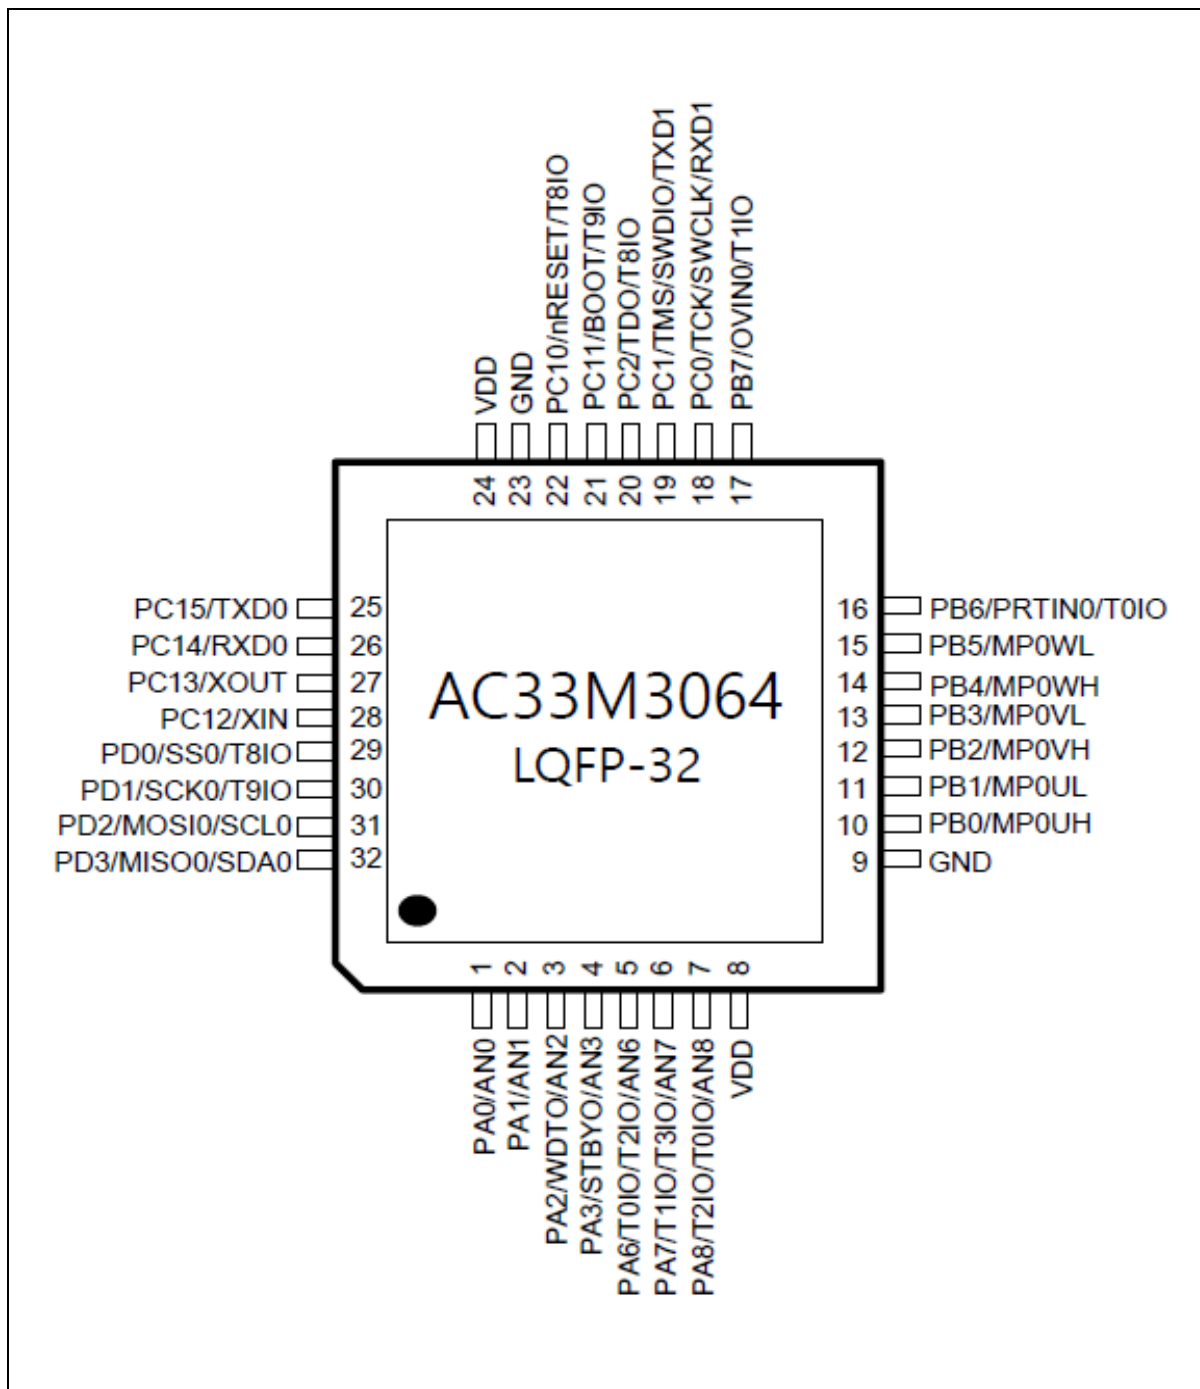 VDD
GND
PC10/nRESET/T8IO
PC11/BOOT/T9IO
PC2/TDO/T8IO
PC1/TMS/SWDIO/TXD1
PC0/TCK/SWCLK/RXD1
PB7/OVIN0/T1IO
24
23
22
21
20
19
18
17
PC15/TXD0
25
PC14/RXD0
26
PC13/XOUT
27
PC12/XIN
28
PD0/SS0/T8IO
29
PD1/SCK0/T9IO
30
PD2/MOSI0/SCL0
31
PD3/MISO0/SDA0
32
AC33M3064
LQFP-32
16
PB6/PRTIN0/T0IO
15
PB5/MP0WL
14
PB4/MP0WH
13
PB3/MP0VL
12
PB2/MP0VH
11
PB1/MP0UL
10
PB0/MP0UH
9
GND
1
2
3
4
5
6
7
8
PA0/AN0
PA1/AN1
PA2/WDTO/AN2
PA3/STBYO/AN3
PA6/T0IO/T2IO/AN6
PA7/T1IO/T3IO/AN7
PA8/T2IO/T0IO/AN8
VDD